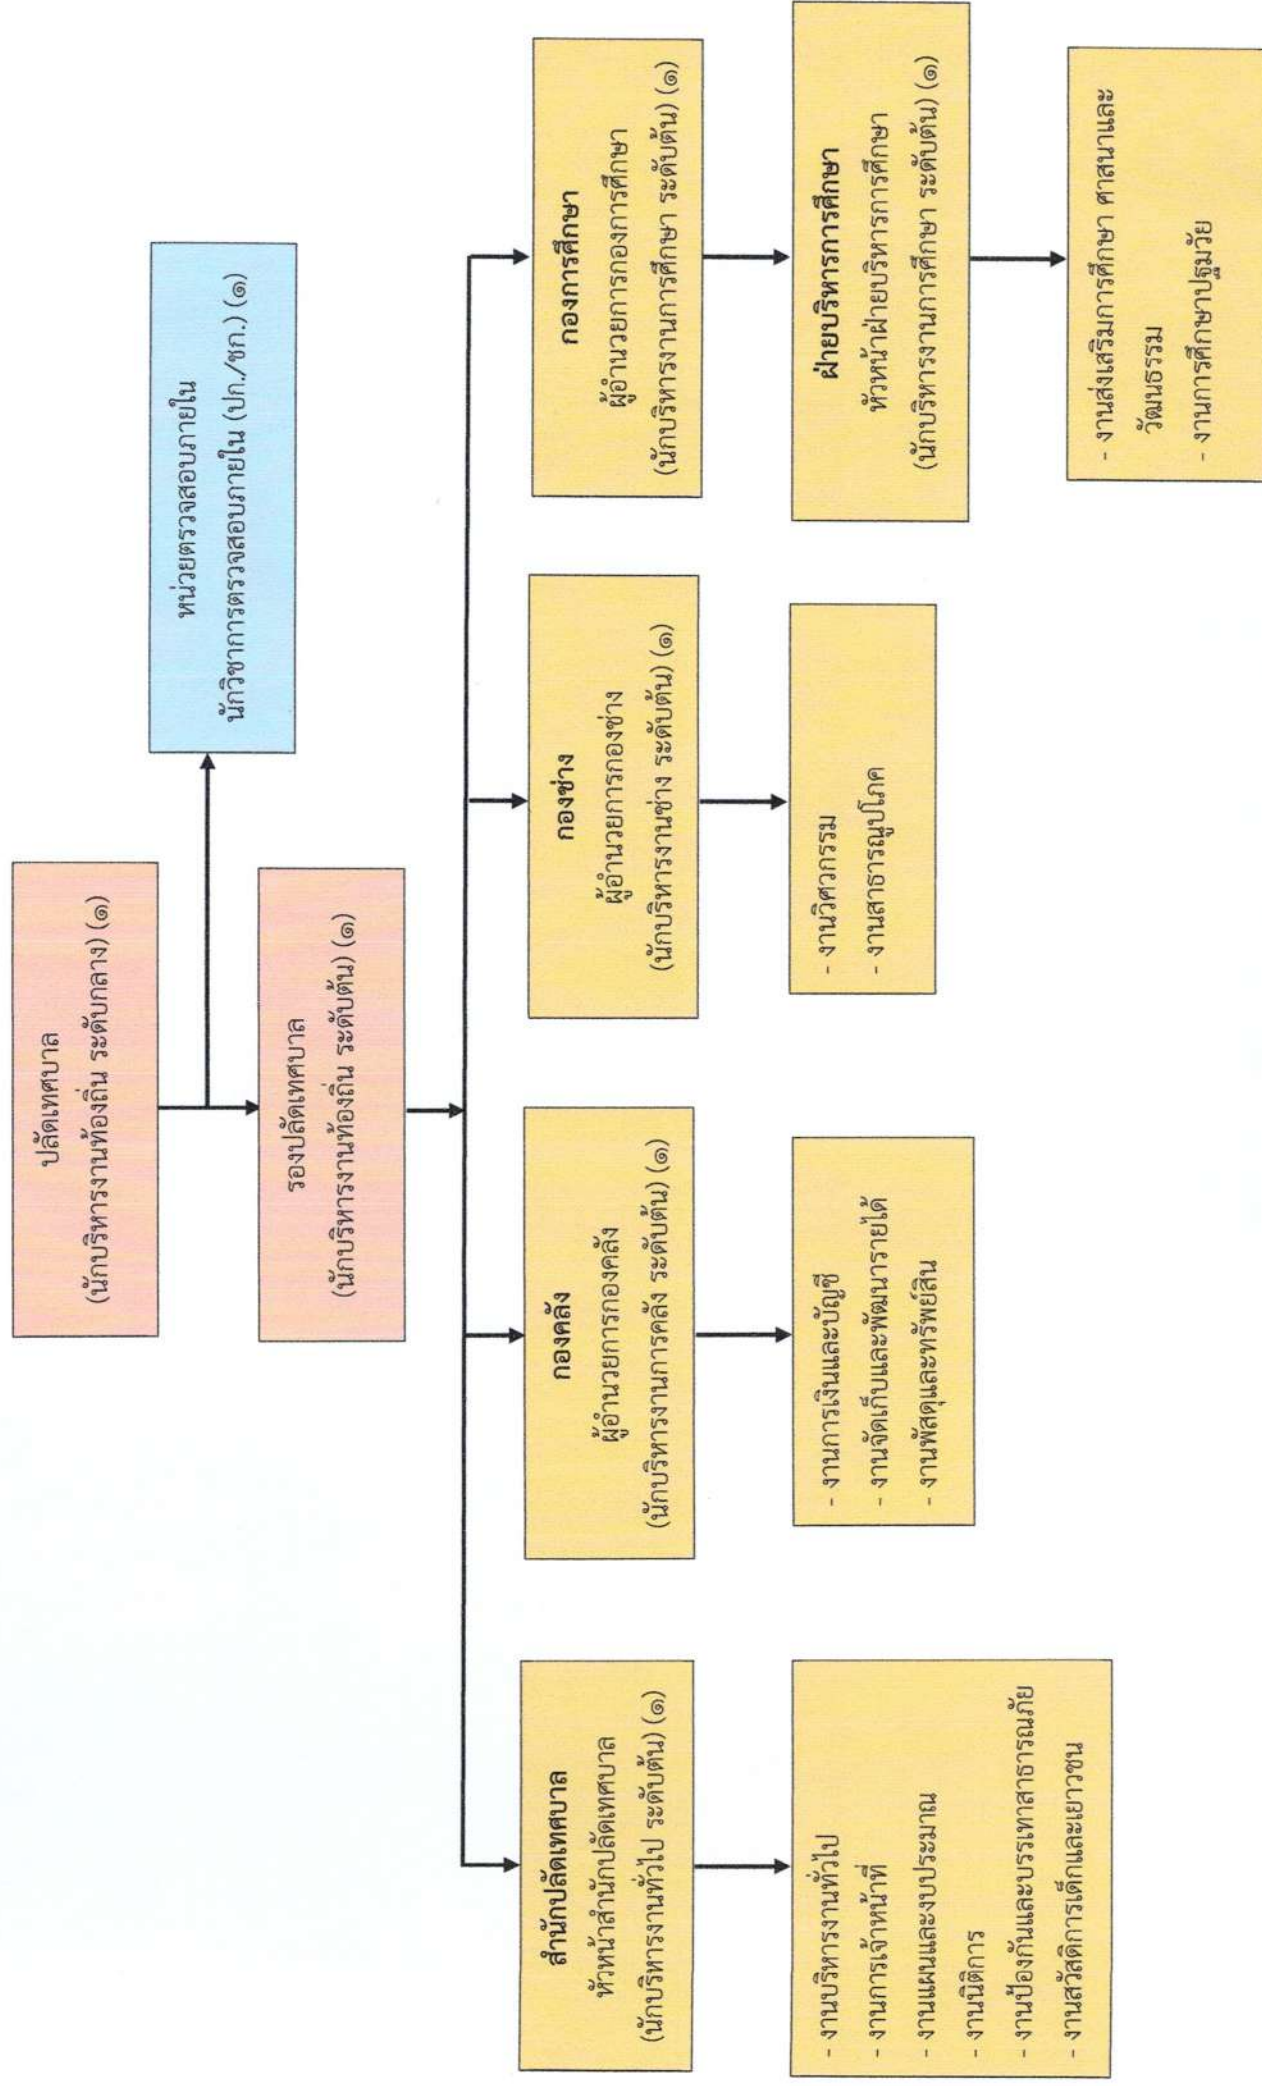 ปลัดเทศบาล
(นักบริหารงานท้องถิ่น ระดับกลาง) (๑)
หน่วยตรวจสอบภายใน
นักวิชาการตรวจสอบภายใน (ปก./ชก.) (๑)
รองปลัดเทศบาล
(นักบริหารงานท้องถิ่น ระดับต้น) (๑)
สำนักปลัดเทศบาล
หัวหน้าสำนักปลัดเทศบาล
(นักบริหารงานทั่วไป ระดับต้น) (๑)
- งานบริหารงานทั่วไป
- งานการเจ้าหน้าที่
- งานแผนและงบประมาณ
- งานนิติการ
- งานป้องกันและบรรเทาสาธารณภัย
- งานสวัสดิการเด็กและเยาวชน
กองคลัง
ผู้อำนวยการกองคลัง
(นักบริหารงานการคลัง ระดับต้น) (๑)
- งานการเงินและบัญชี
- งานจัดเก็บและพัฒนารายได้
- งานพัสดุและทรัพย์สิน
กองช่าง
ผู้อำนวยการกองช่าง
(นักบริหารงานช่าง ระดับต้น) (๑)
- งานวิศวกรรม
- งานสาธารณูปโภค
กองการศึกษา
ผู้อำนวยการกองการศึกษา
(นักบริหารงานการศึกษา ระดับต้น) (๑)
ฝ่ายบริหารการศึกษา
หัวหน้าฝ่ายบริหารการศึกษา
(นักบริหารงานการศึกษา ระดับต้น) (๑)
- งานส่งเสริมการศึกษา ศาสนาและ
วัฒนธรรม
- งานการศึกษาปฐมวัย